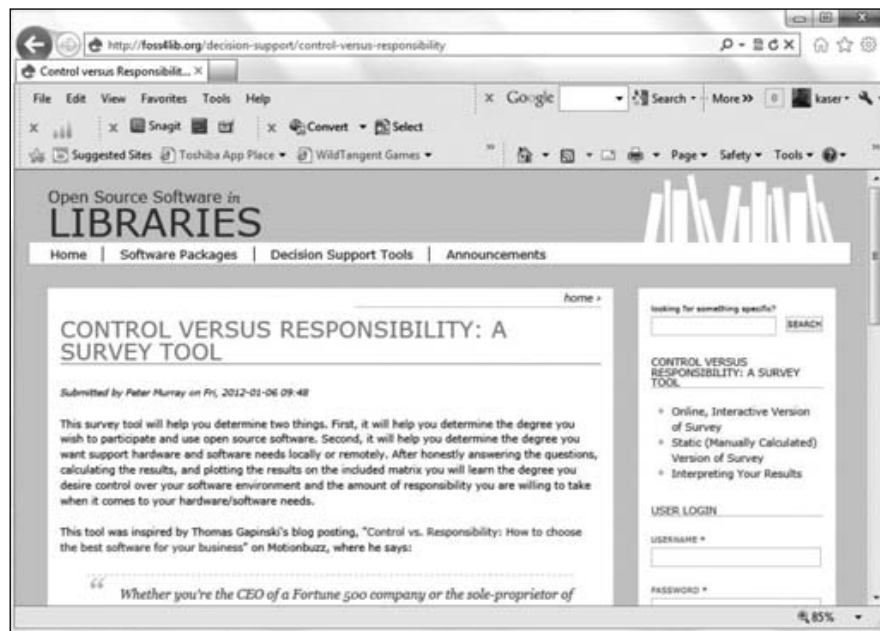 http://foss4lib.org/decision-support/control-versus-responsibility
Control versus Responsibilit...
File Edit View Favorites Tools Help
x Google Search More >> 0 kaser
x x Snagit x Convert Select
Suggested Sites Toshiba App Place WildTangent Games Page Safety Tools
Open Source Software in
LIBRARIES
Home | Software Packages | Decision Support Tools | Announcements
home ›
CONTROL VERSUS RESPONSIBILITY: A
SURVEY TOOL
Submitted by Peter Murray on Fri, 2012-01-06 09:48
This survey tool will help you determine two things. First, it will help you determine the degree you
wish to participate and use open source software. Second, it will help you determine the degree you
want support hardware and software needs locally or remotely. After honestly answering the questions,
calculating the results, and plotting the results on the included matrix you will learn the degree you
desire control over your software environment and the amount of responsibility you are willing to take
when it comes to your hardware/software needs.
This tool was inspired by Thomas Gapinski's blog posting, "Control vs. Responsibility: How to choose
the best software for your business" on Motionbuzz, where he says:
“ Whether you're the CEO of a Fortune 500 company or the sole-proprietor of
looking for something specific?
SEARCH
CONTROL VERSUS
RESPONSIBILITY: A SURVEY
TOOL
Online, Interactive Version
of Survey
Static (Manually Calculated)
Version of Survey
Interpreting Your Results
USER LOGIN
USERNAME *
PASSWORD *
85%